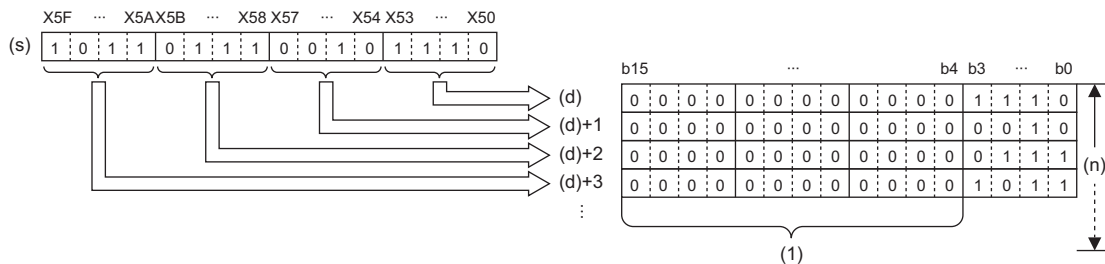 X5F ... X5A X5B ... X58 X57 ... X54 X53 ... X50
(s) 1 0 1 1 0 1 1 1 0 0 1 0 1 1 1 0
b15 ... b4 b3 ... b0
(d) 0 0 0 0 0 0 0 0 0 0 0 0 1 1 1 0
(d)+1 0 0 0 0 0 0 0 0 0 0 0 0 0 0 1 0
(d)+2 0 0 0 0 0 0 0 0 0 0 0 0 0 1 1 1
(d)+3 0 0 0 0 0 0 0 0 0 0 0 0 1 0 1 1
(n)
⋮
(1)